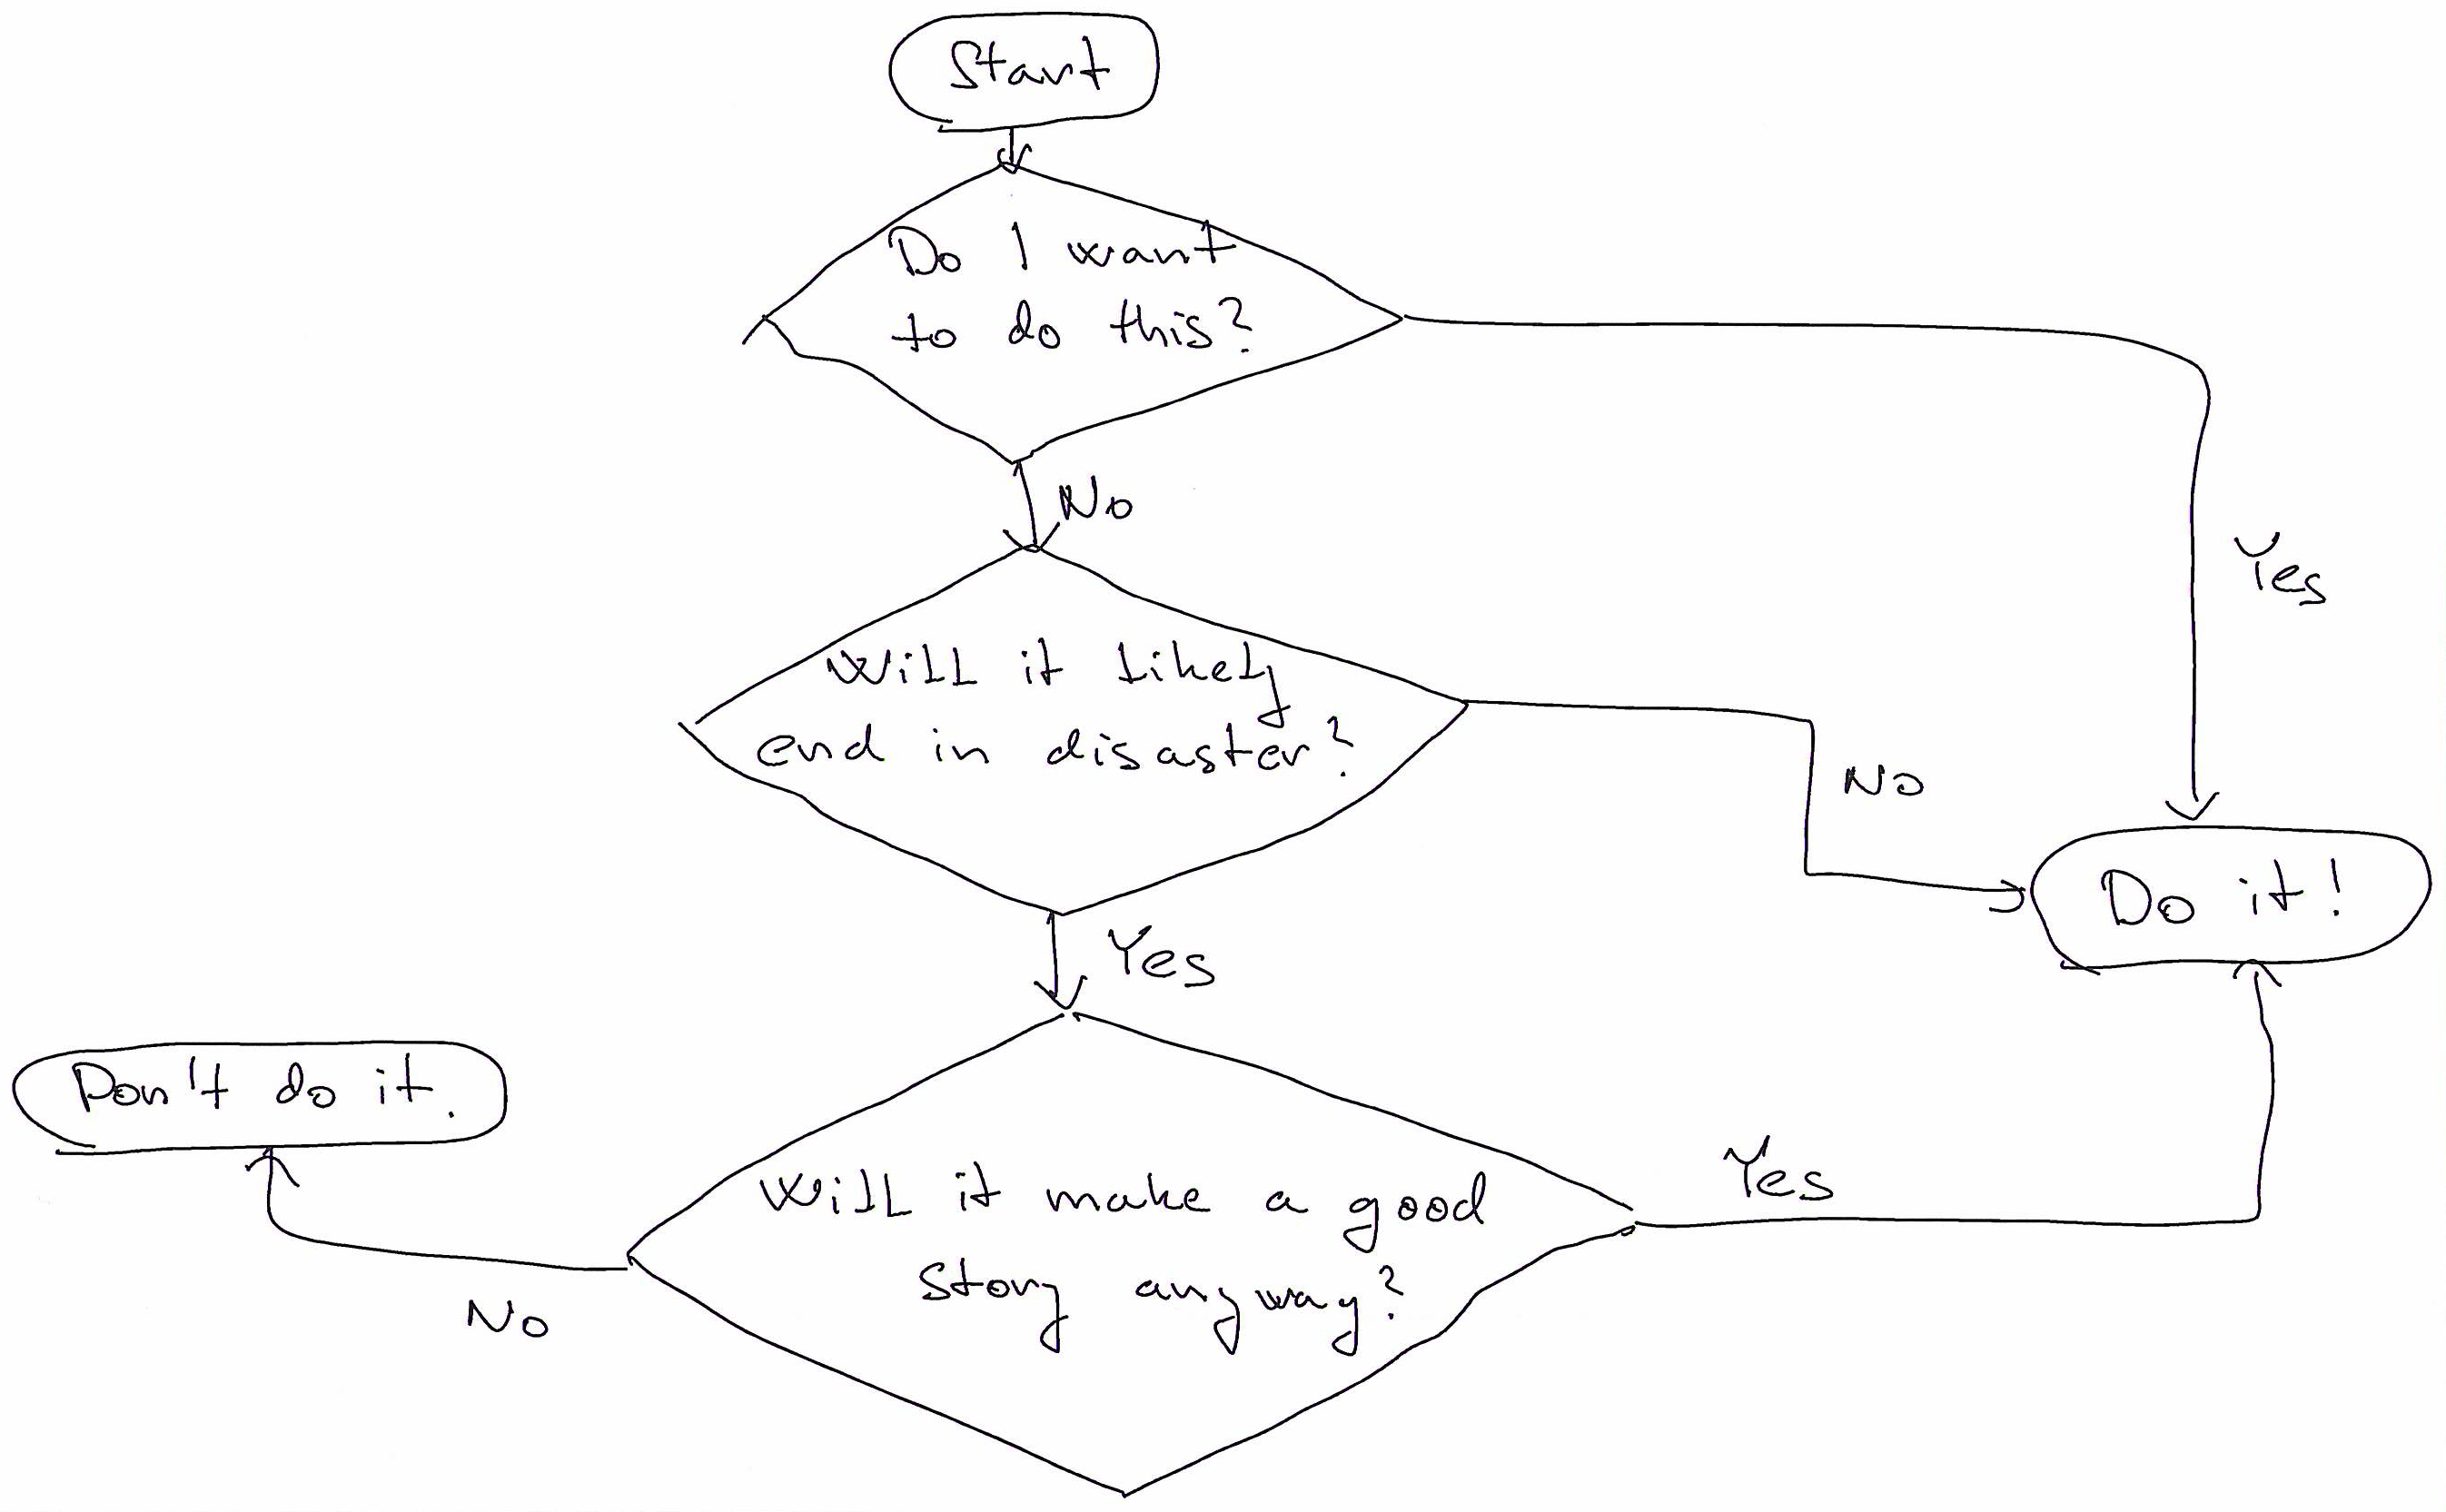 Start
Do I want
to do this?
No
Yes
Will it likely
end in disaster?
No
Do it!
Yes
Don't do it.
Will it make a good
story anyway?
Yes
No